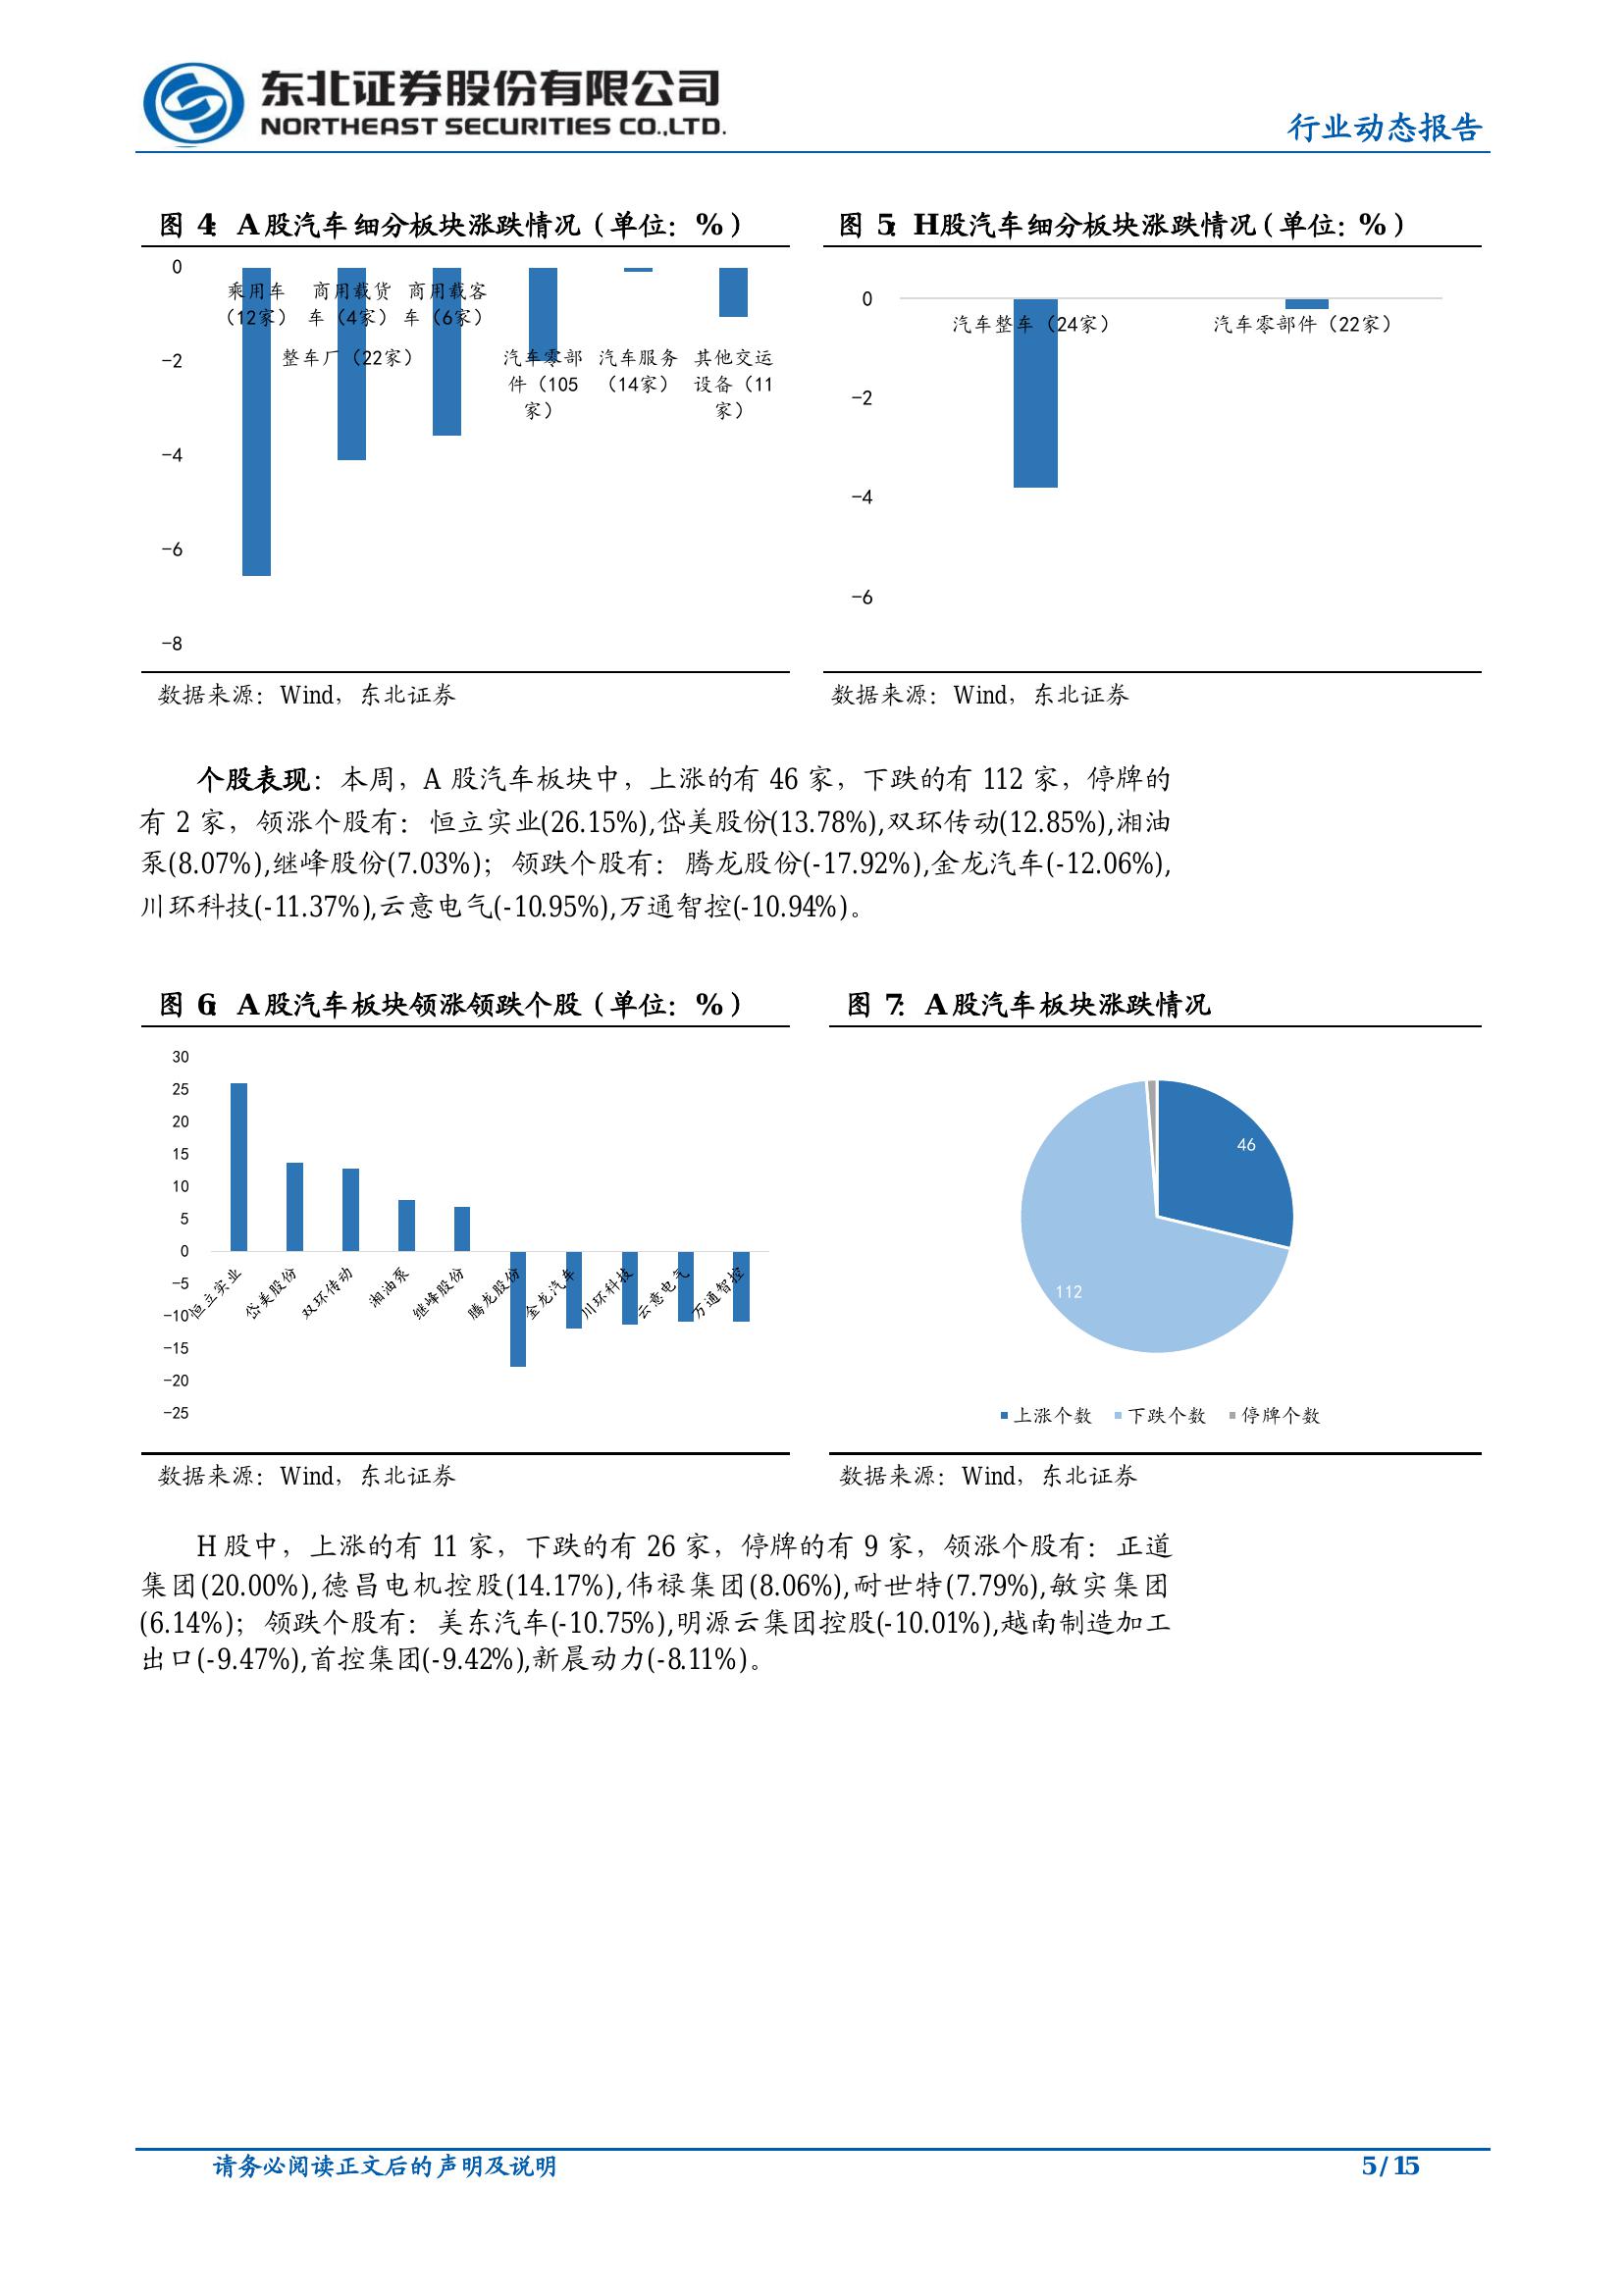 东北证券股份有限公司
NORTHEAST SECURITIES CO.,LTD.
行业动态报告
图 4: A股汽车细分板块涨跌情况（单位：%）
0
-2
-4
-6
-8
乘用车
（12家）
商用载货
车（4家）
商用载客
车（6家）
整车厂（22家）
汽车零部
件（105
家）
汽车服务
（14家）
其他交运
设备（11
家）
数据来源：Wind，东北证券
图 5: H股汽车细分板块涨跌情况（单位：%）
0
-2
-4
-6
汽车整车（24家）
汽车零部件（22家）
数据来源：Wind，东北证券
个股表现：本周，A 股汽车板块中，上涨的有 46 家，下跌的有 112 家，停牌的
有 2 家，领涨个股有：恒立实业(26.15%),岱美股份(13.78%),双环传动(12.85%),湘油
泵(8.07%),继峰股份(7.03%)；领跌个股有：腾龙股份(-17.92%),金龙汽车(-12.06%),
川环科技(-11.37%),云意电气(-10.95%),万通智控(-10.94%)。
图 6: A股汽车板块领涨领跌个股（单位：%）
30
25
20
15
10
5
0
-5
-10
-15
-20
-25
恒立实业
岱美股份
双环传动
湘油泵
继峰股份
腾龙股份
金龙汽车
川环科技
云意电气
万通智控
数据来源：Wind，东北证券
图 7: A股汽车板块涨跌情况
46
112
上涨个数 下跌个数 停牌个数
数据来源：Wind，东北证券
H 股中，上涨的有 11 家，下跌的有 26 家，停牌的有 9 家，领涨个股有：正道
集团(20.00%),德昌电机控股(14.17%),伟禄集团(8.06%),耐世特(7.79%),敏实集团
(6.14%)；领跌个股有：美东汽车(-10.75%),明源云集团控股(-10.01%),越南制造加工
出口(-9.47%),首控集团(-9.42%),新晨动力(-8.11%)。
请务必阅读正文后的声明及说明
5 / 15